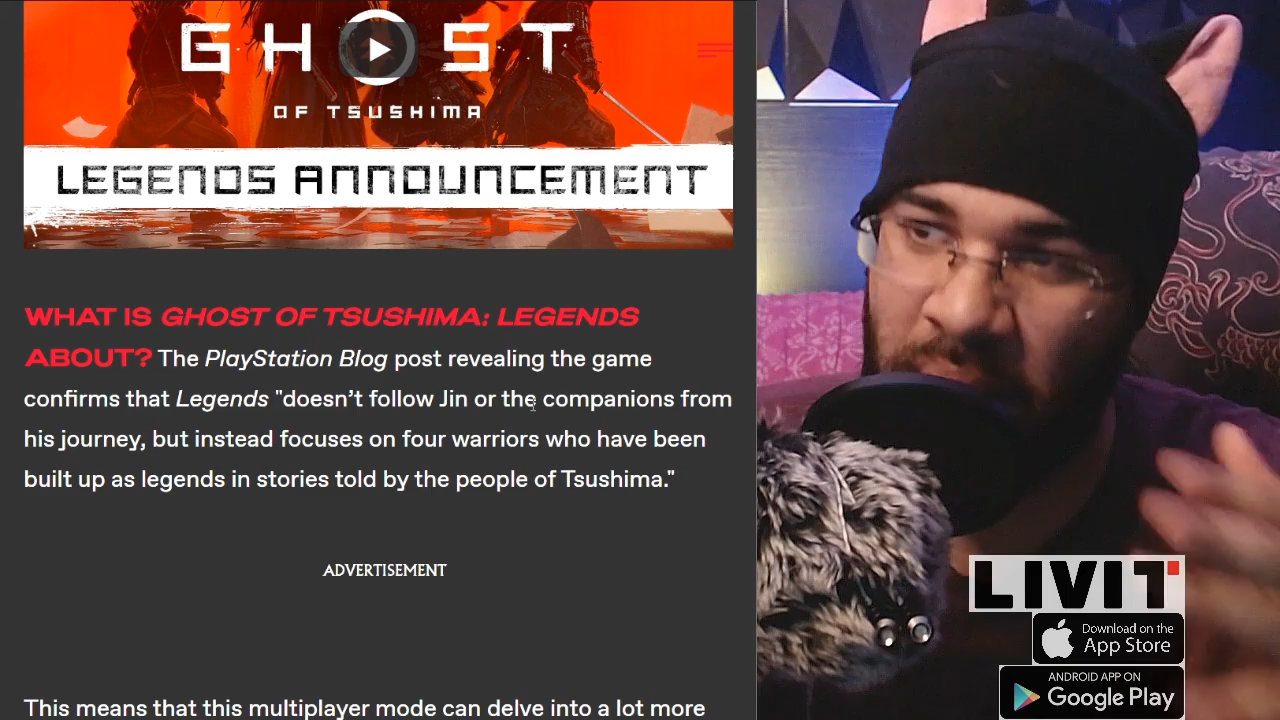 GHOST
OF TSUSHIMA
LEGENDS ANNOUNCEMENT
WHAT IS GHOST OF TSUSHIMA: LEGENDS
ABOUT? The PlayStation Blog post revealing the game
confirms that Legends "doesn’t follow Jin or the companions from
his journey, but instead focuses on four warriors who have been
built up as legends in stories told by the people of Tsushima."
ADVERTISEMENT
This means that this multiplayer mode can delve into a lot more
LIVIT
Download on the
App Store
ANDROID APP ON
Google Play